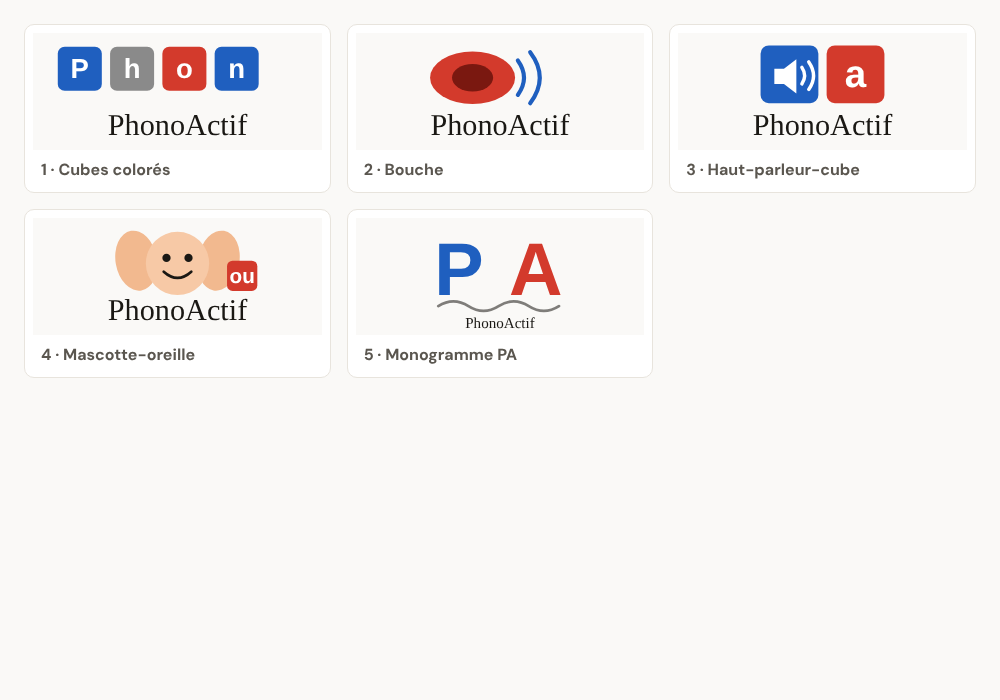 P h o n
PhonoActif
1 · Cubes colorés
PhonoActif
2 · Bouche
a
PhonoActif
3 · Haut-parleur-cube
ou
PhonoActif
4 · Mascotte-oreille
P A
PhonoActif
5 · Monogramme PA